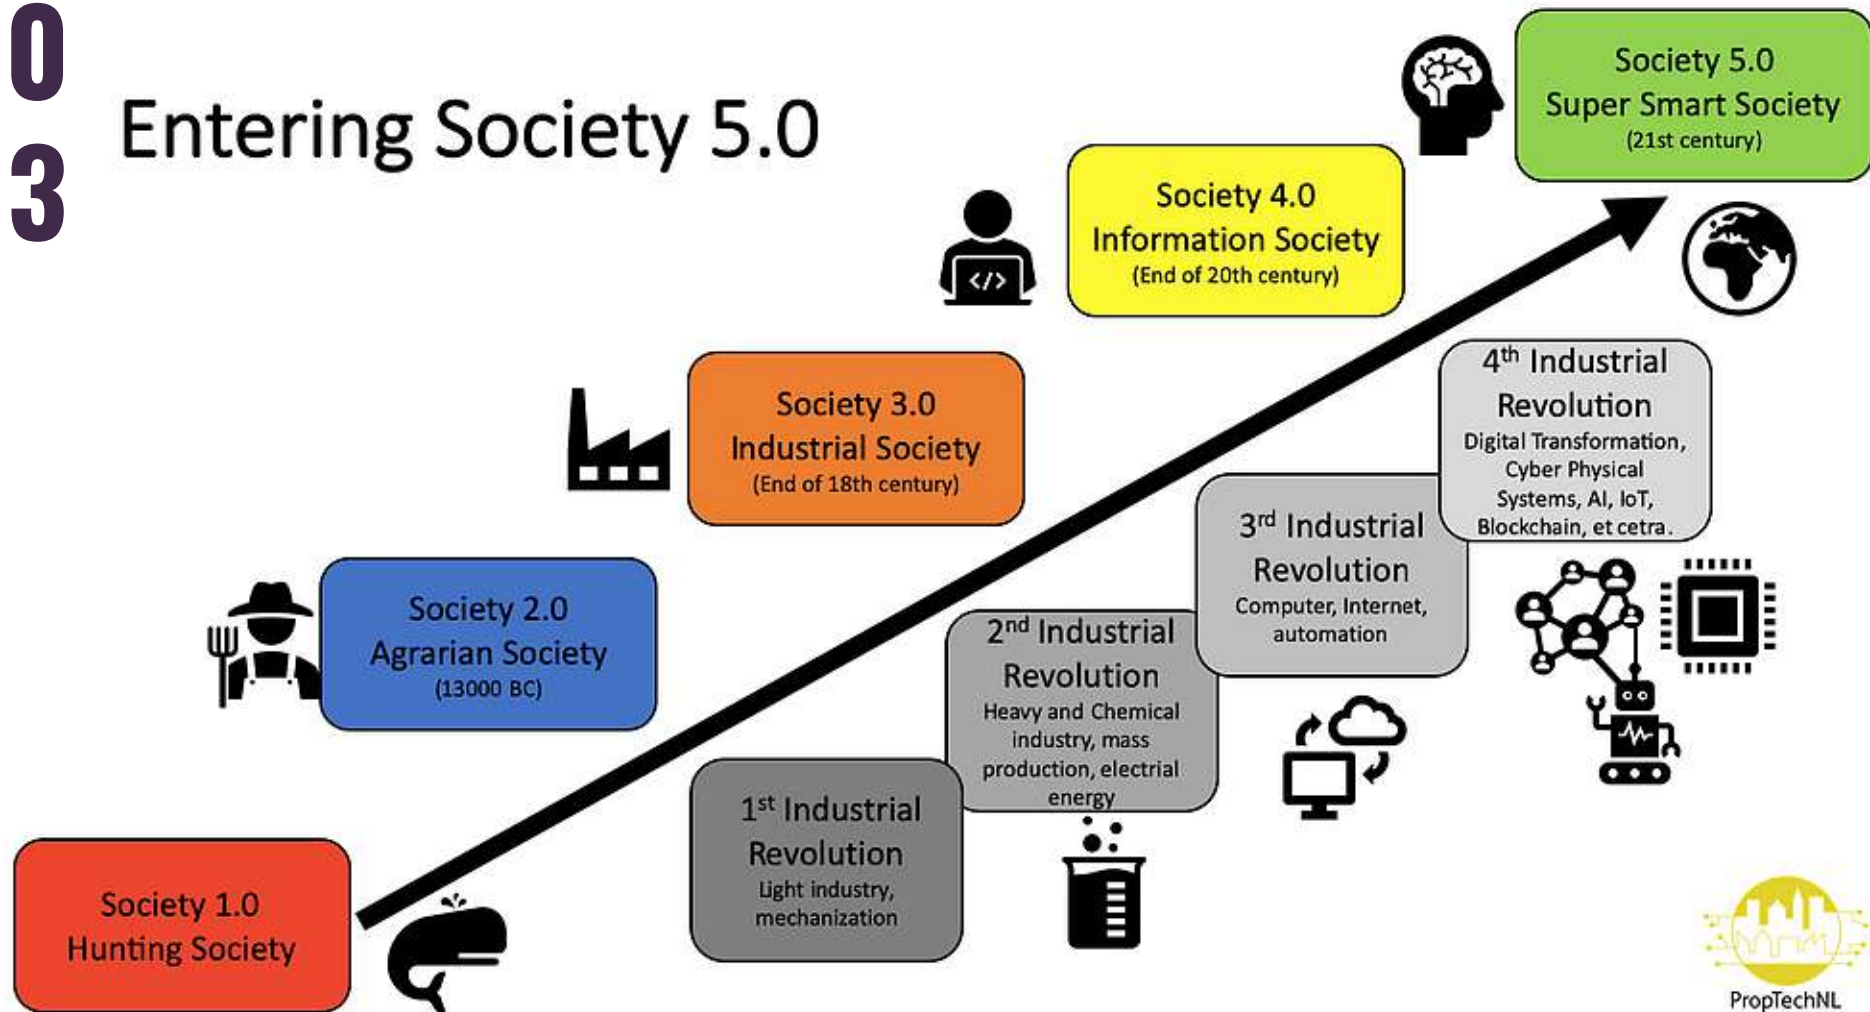 0
3
Entering Society 5.0
Society 5.0
Super Smart Society
(21st century)
Society 4.0
Information Society
(End of 20th century)
</>
Society 3.0
Industrial Society
(End of 18th century)
Society 2.0
Agrarian Society
(13000 BC)
Society 1.0
Hunting Society
1st Industrial
Revolution
Light industry,
mechanization
2nd Industrial
Revolution
Heavy and Chemical
industry, mass
production, electrial
energy
3rd Industrial
Revolution
Computer, Internet,
automation
4th Industrial
Revolution
Digital Transformation,
Cyber Physical
Systems, AI, IoT,
Blockchain, et cetra.
PropTechNL